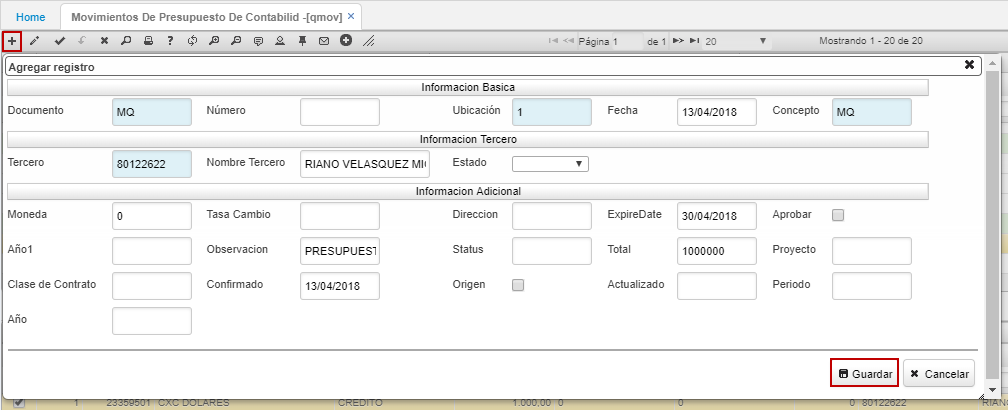 Home Movimientos De Presupuesto De Contabilid -[qmov]
Página 1 de 1 20 Mostrando 1 - 20 de 20
Agregar registro
Informacion Basica
Documento MQ Número Ubicación 1 Fecha 13/04/2018 Concepto MQ
Informacion Tercero
Tercero 80122622 Nombre Tercero RIANO VELASQUEZ Estado
Informacion Adicional
Moneda 0 Tasa Cambio Direccion ExpireDate 30/04/2018 Aprobar
Año1 Observacion PRESUPUEST Status Total 1000000 Proyecto
Clase de Contrato Confirmado 13/04/2018 Origen Actualizado Periodo
Año
Guardar Cancelar
1 23359501 CXC DOLARES CREDITO 1.000,00 0 0 0 80122622